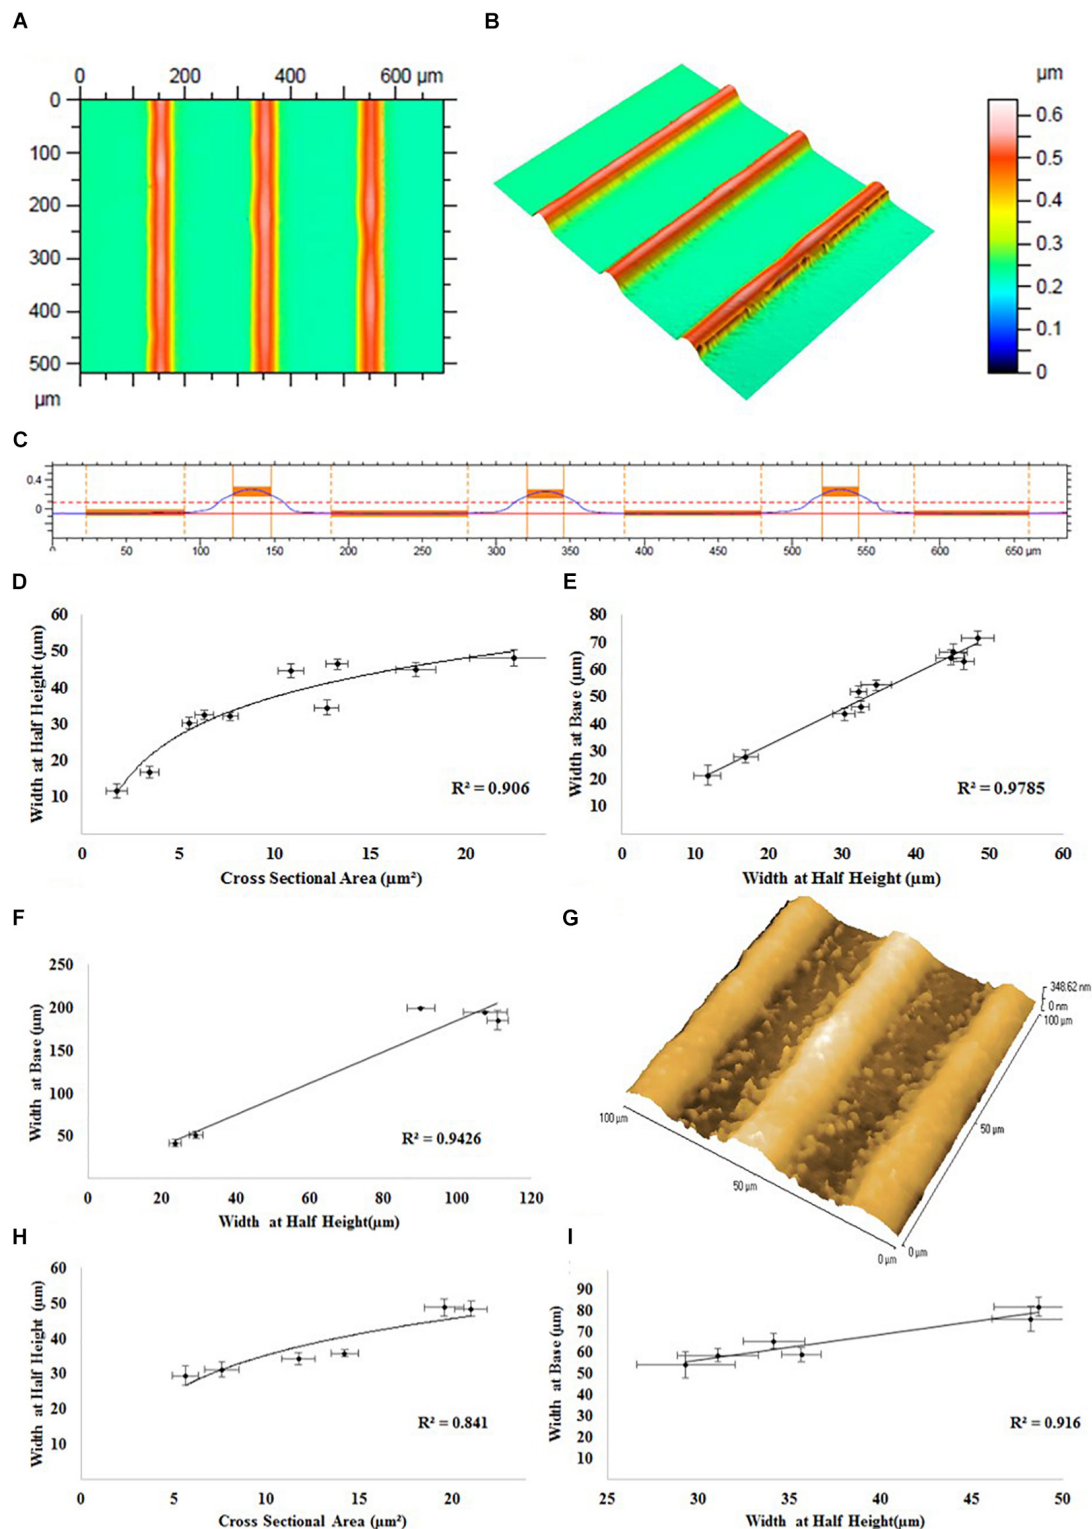 A
B
0 200 400 600 µm
0
100
200
300
400
500
µm
µm
0.6
0.5
0.4
0.3
0.2
0.1
0
C
0.4
0
0 50 100 150 200 250 300 350 400 450 500 550 600 650 µm
D
Width at Half Height (µm)
60
50
40
30
20
10
R² = 0.906
0 5 10 15 20
Cross Sectional Area (µm²)
E
Width at Base (µm)
80
70
60
50
40
30
20
10
R² = 0.9785
0 10 20 30 40 50 60
Width at Half Height (µm)
F
Width at Base (µm)
250
200
150
100
50
R² = 0.9426
0 20 40 60 80 100 120
Width at Half Height(µm)
G
348.62 nm
0 nm
100 µm
50 µm
0 µm
100 µm
50 µm
0 µm
H
Width at Half Height (µm)
60
50
40
30
20
10
R² = 0.841
0 5 10 15 20
Cross Sectional Area (µm²)
I
Width at Base (µm)
90
80
70
60
50
40
30
20
10
R² = 0.916
25 30 35 40 45 50
Width at Half Height(µm)